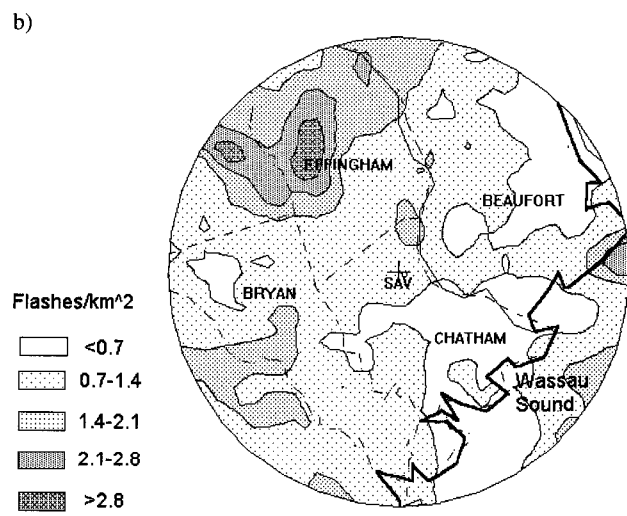 b)
EFFINGHAM
BEAUFORT
SAV
BRYAN
CHATHAM
Wassau
Sound
Flashes/km^2
<0.7
0.7-1.4
1.4-2.1
2.1-2.8
>2.8